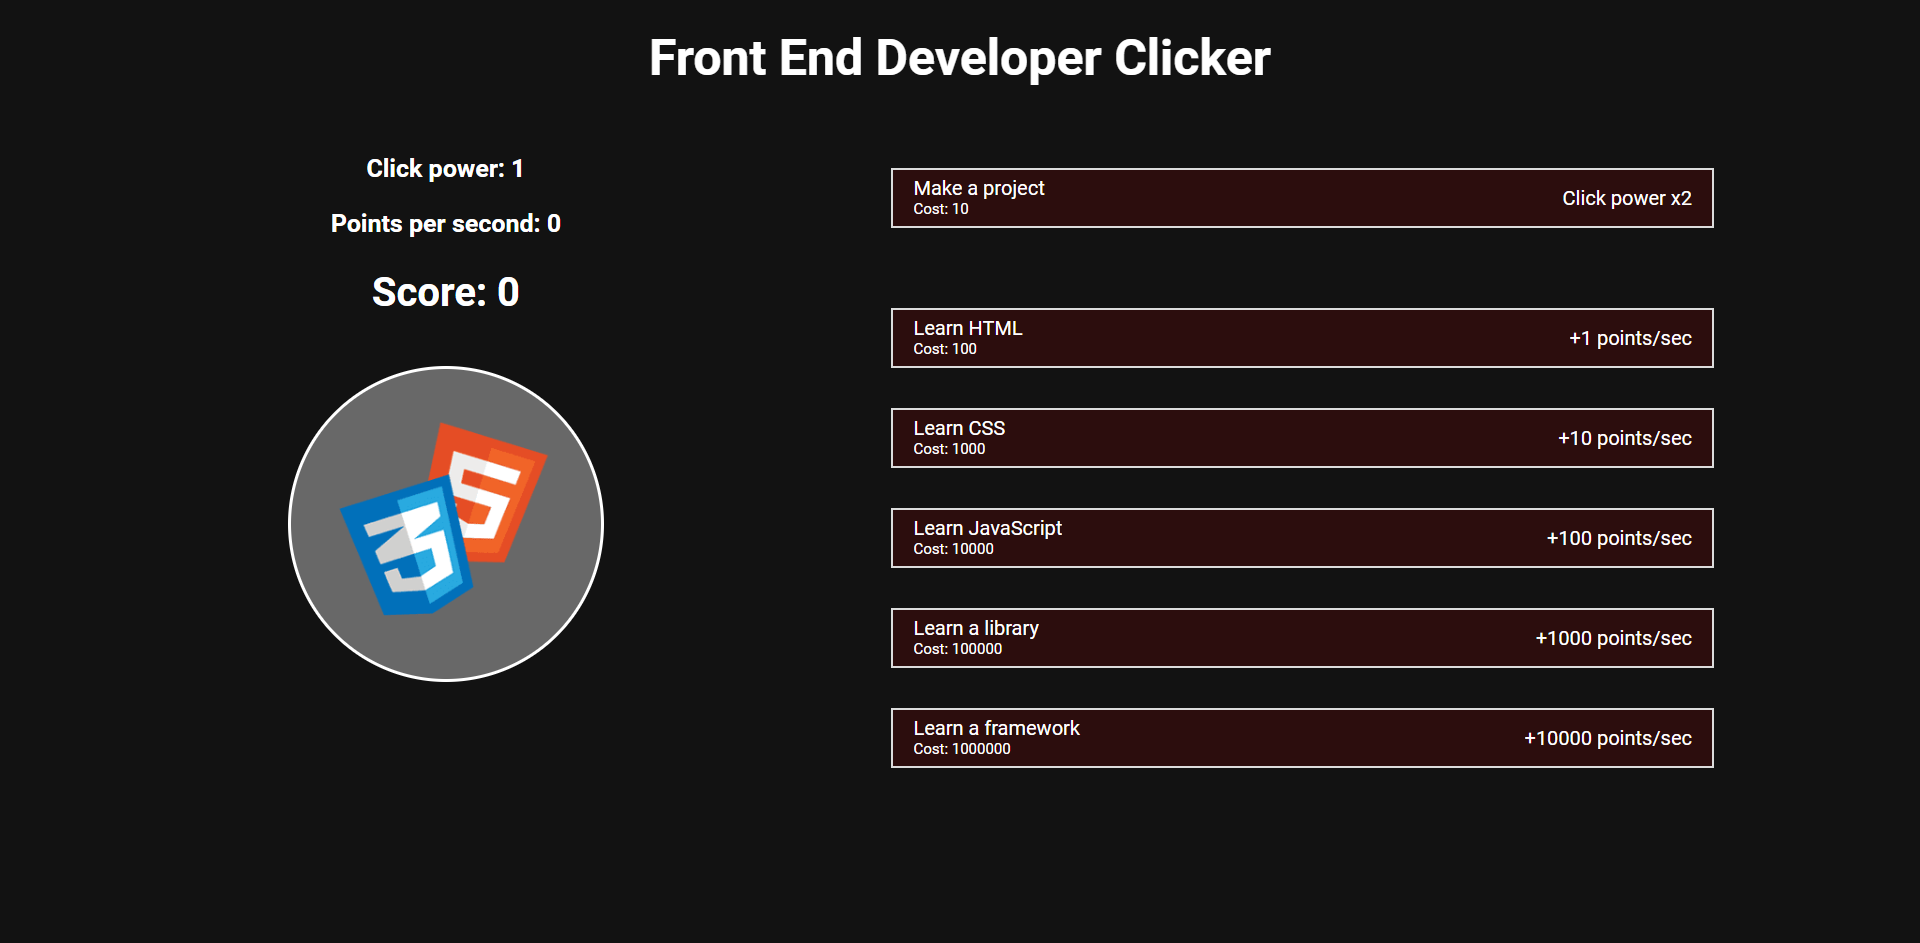 Front End Developer Clicker
Click power: 1
Points per second: 0
Score: 0
Make a project
Cost: 10
Click power x2
Learn HTML
Cost: 100
+1 points/sec
Learn CSS
Cost: 1000
+10 points/sec
Learn JavaScript
Cost: 10000
+100 points/sec
Learn a library
Cost: 100000
+1000 points/sec
Learn a framework
Cost: 1000000
+10000 points/sec